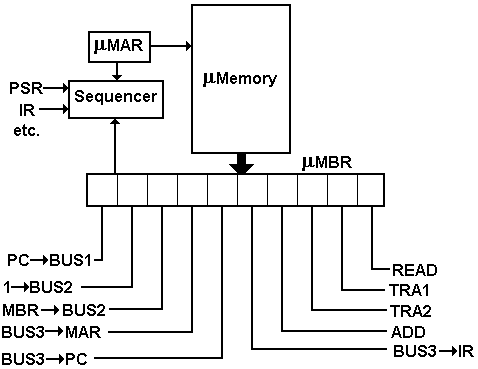 μMAR
μMemory
PSR
IR
etc.
Sequencer
μMBR
PC→BUS1
1→BUS2
MBR→BUS2
BUS3→MAR
BUS3→PC
READ
TRA1
TRA2
ADD
BUS3→IR